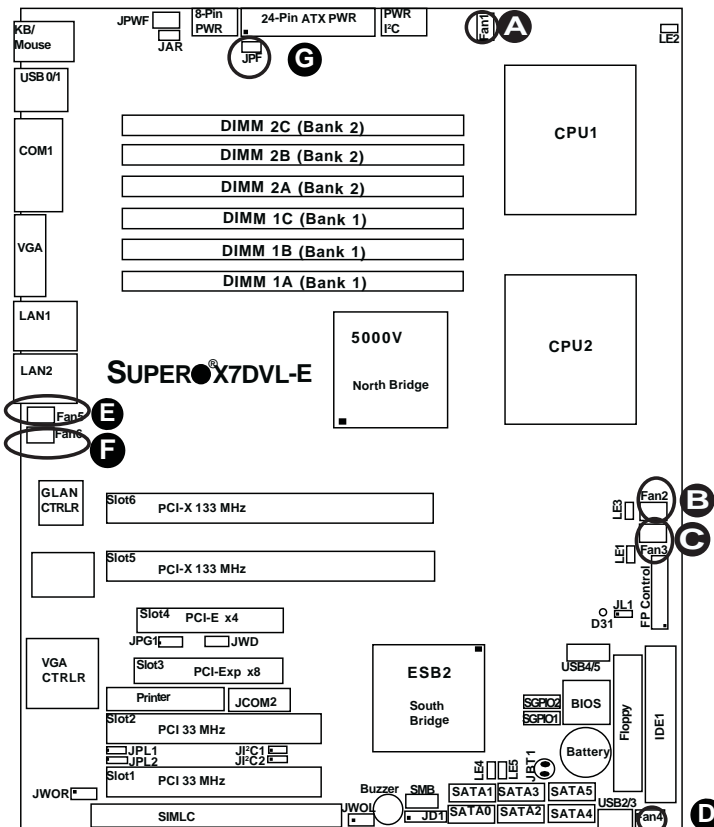 KB/
Mouse
JPWF
JAR
8-Pin
PWR
24-Pin ATX PWR
JPF
G
PWR
I²C
Fan1
A
LE2
USB 0/1
COM1
VGA
LAN1
LAN2
DIMM 2C (Bank 2)
DIMM 2B (Bank 2)
DIMM 2A (Bank 2)
DIMM 1C (Bank 1)
DIMM 1B (Bank 1)
DIMM 1A (Bank 1)
CPU1
CPU2
5000V
North Bridge
SUPER●®X7DVL-E
Fan5
E
Fan6
F
GLAN
CTRLR
Slot6
PCI-X 133 MHz
Slot5
PCI-X 133 MHz
LE3
Fan2
B
C
Fan3
LE1
FP Control
JL1
D31
Slot4
PCI-E x4
JPG1
JWD
VGA
CTRLR
Slot3
PCI-Exp x8
Printer
JCOM2
Slot2
PCI 33 MHz
JPL1
JPL2
JI²C1
JI²C2
Slot1
PCI 33 MHz
JWOR
SIMLC
ESB2
South
Bridge
USB4/5
SGPIO2
SGPIO1
BIOS
Battery
Floppy
IDE1
LE4
LE5
JBT1
Buzzer
SMB
JWOL
JD1
SATA1
SATA3
SATA5
SATA0
SATA2
SATA4
USB2/3
Fan4
D